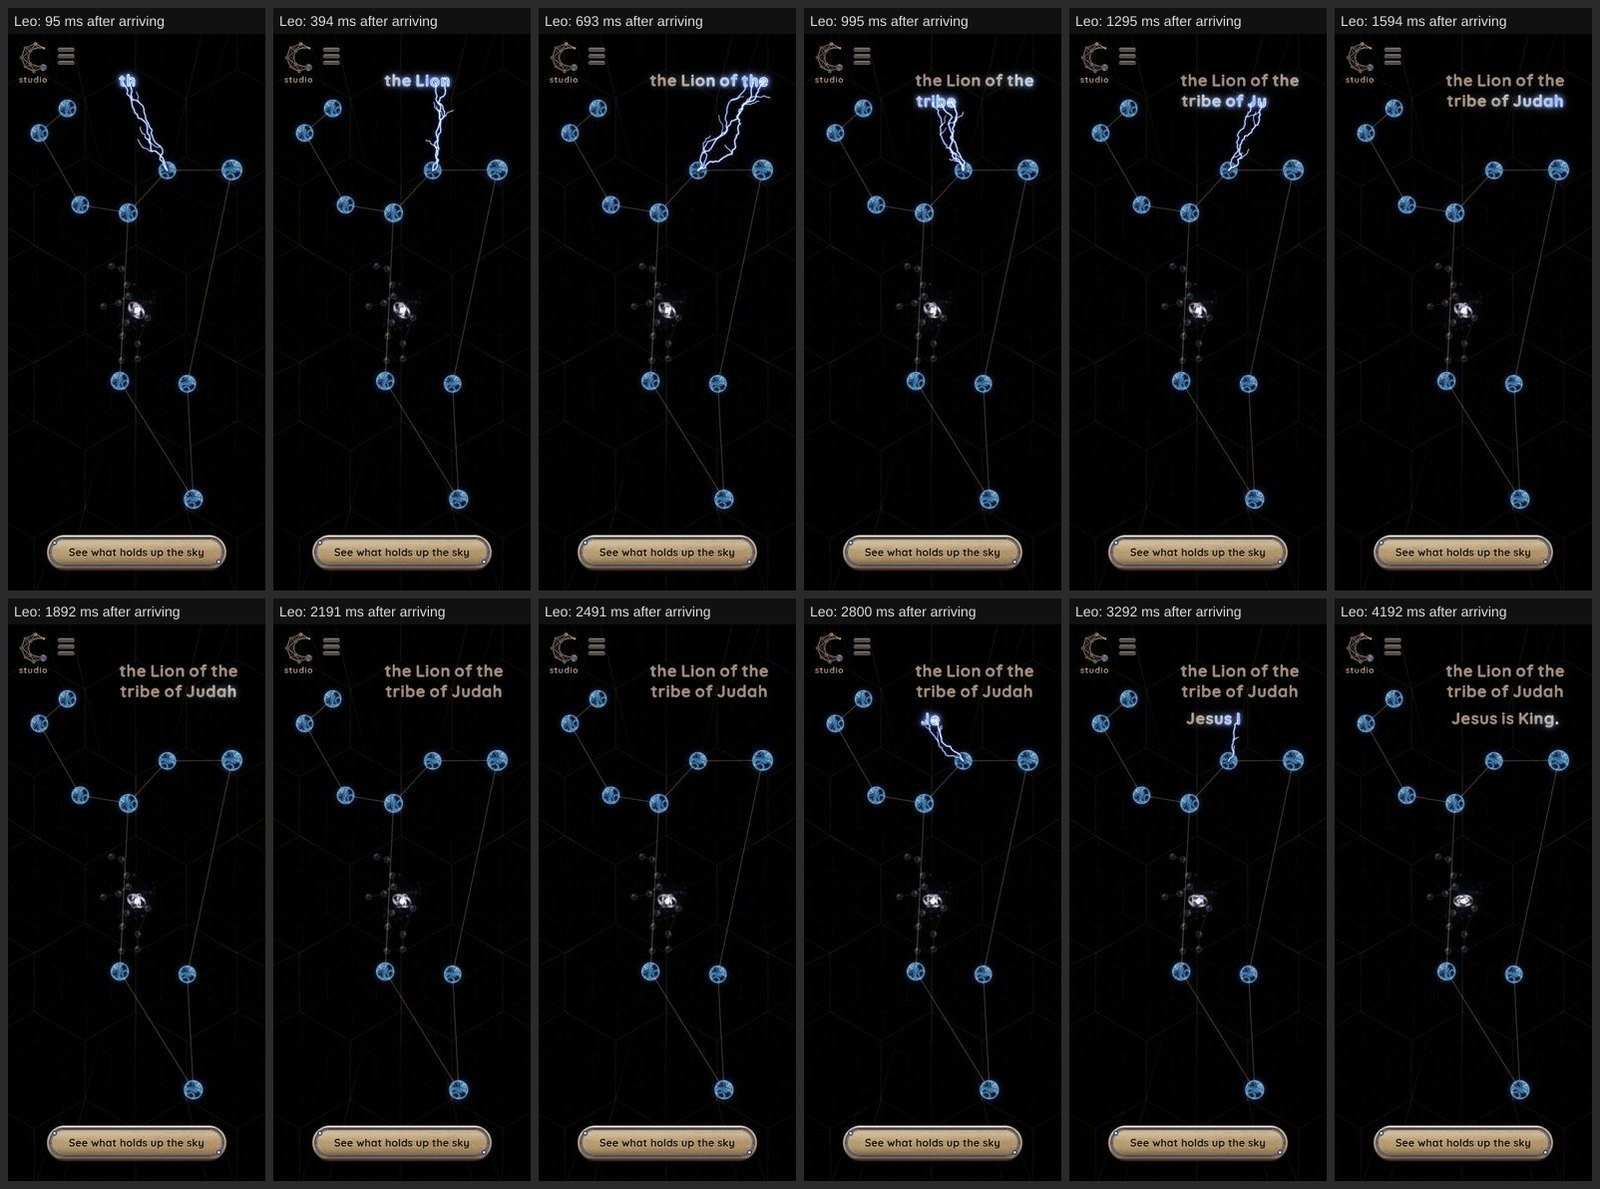 Leo: 95 ms after arriving
studio
th
See what holds up the sky
Leo: 394 ms after arriving
studio
the Lion
See what holds up the sky
Leo: 693 ms after arriving
studio
the Lion of the
See what holds up the sky
Leo: 995 ms after arriving
studio
the Lion of the
tribe
See what holds up the sky
Leo: 1295 ms after arriving
studio
the Lion of the
tribe of Ju
See what holds up the sky
Leo: 1594 ms after arriving
studio
the Lion of the
tribe of Judah
See what holds up the sky
Leo: 1892 ms after arriving
studio
the Lion of the
tribe of Judah
See what holds up the sky
Leo: 2191 ms after arriving
studio
the Lion of the
tribe of Judah
See what holds up the sky
Leo: 2491 ms after arriving
studio
the Lion of the
tribe of Judah
See what holds up the sky
Leo: 2800 ms after arriving
studio
the Lion of the
tribe of Judah
Je
See what holds up the sky
Leo: 3292 ms after arriving
studio
the Lion of the
tribe of Judah
Jesus i
See what holds up the sky
Leo: 4192 ms after arriving
studio
the Lion of the
tribe of Judah
Jesus is King.
See what holds up the sky